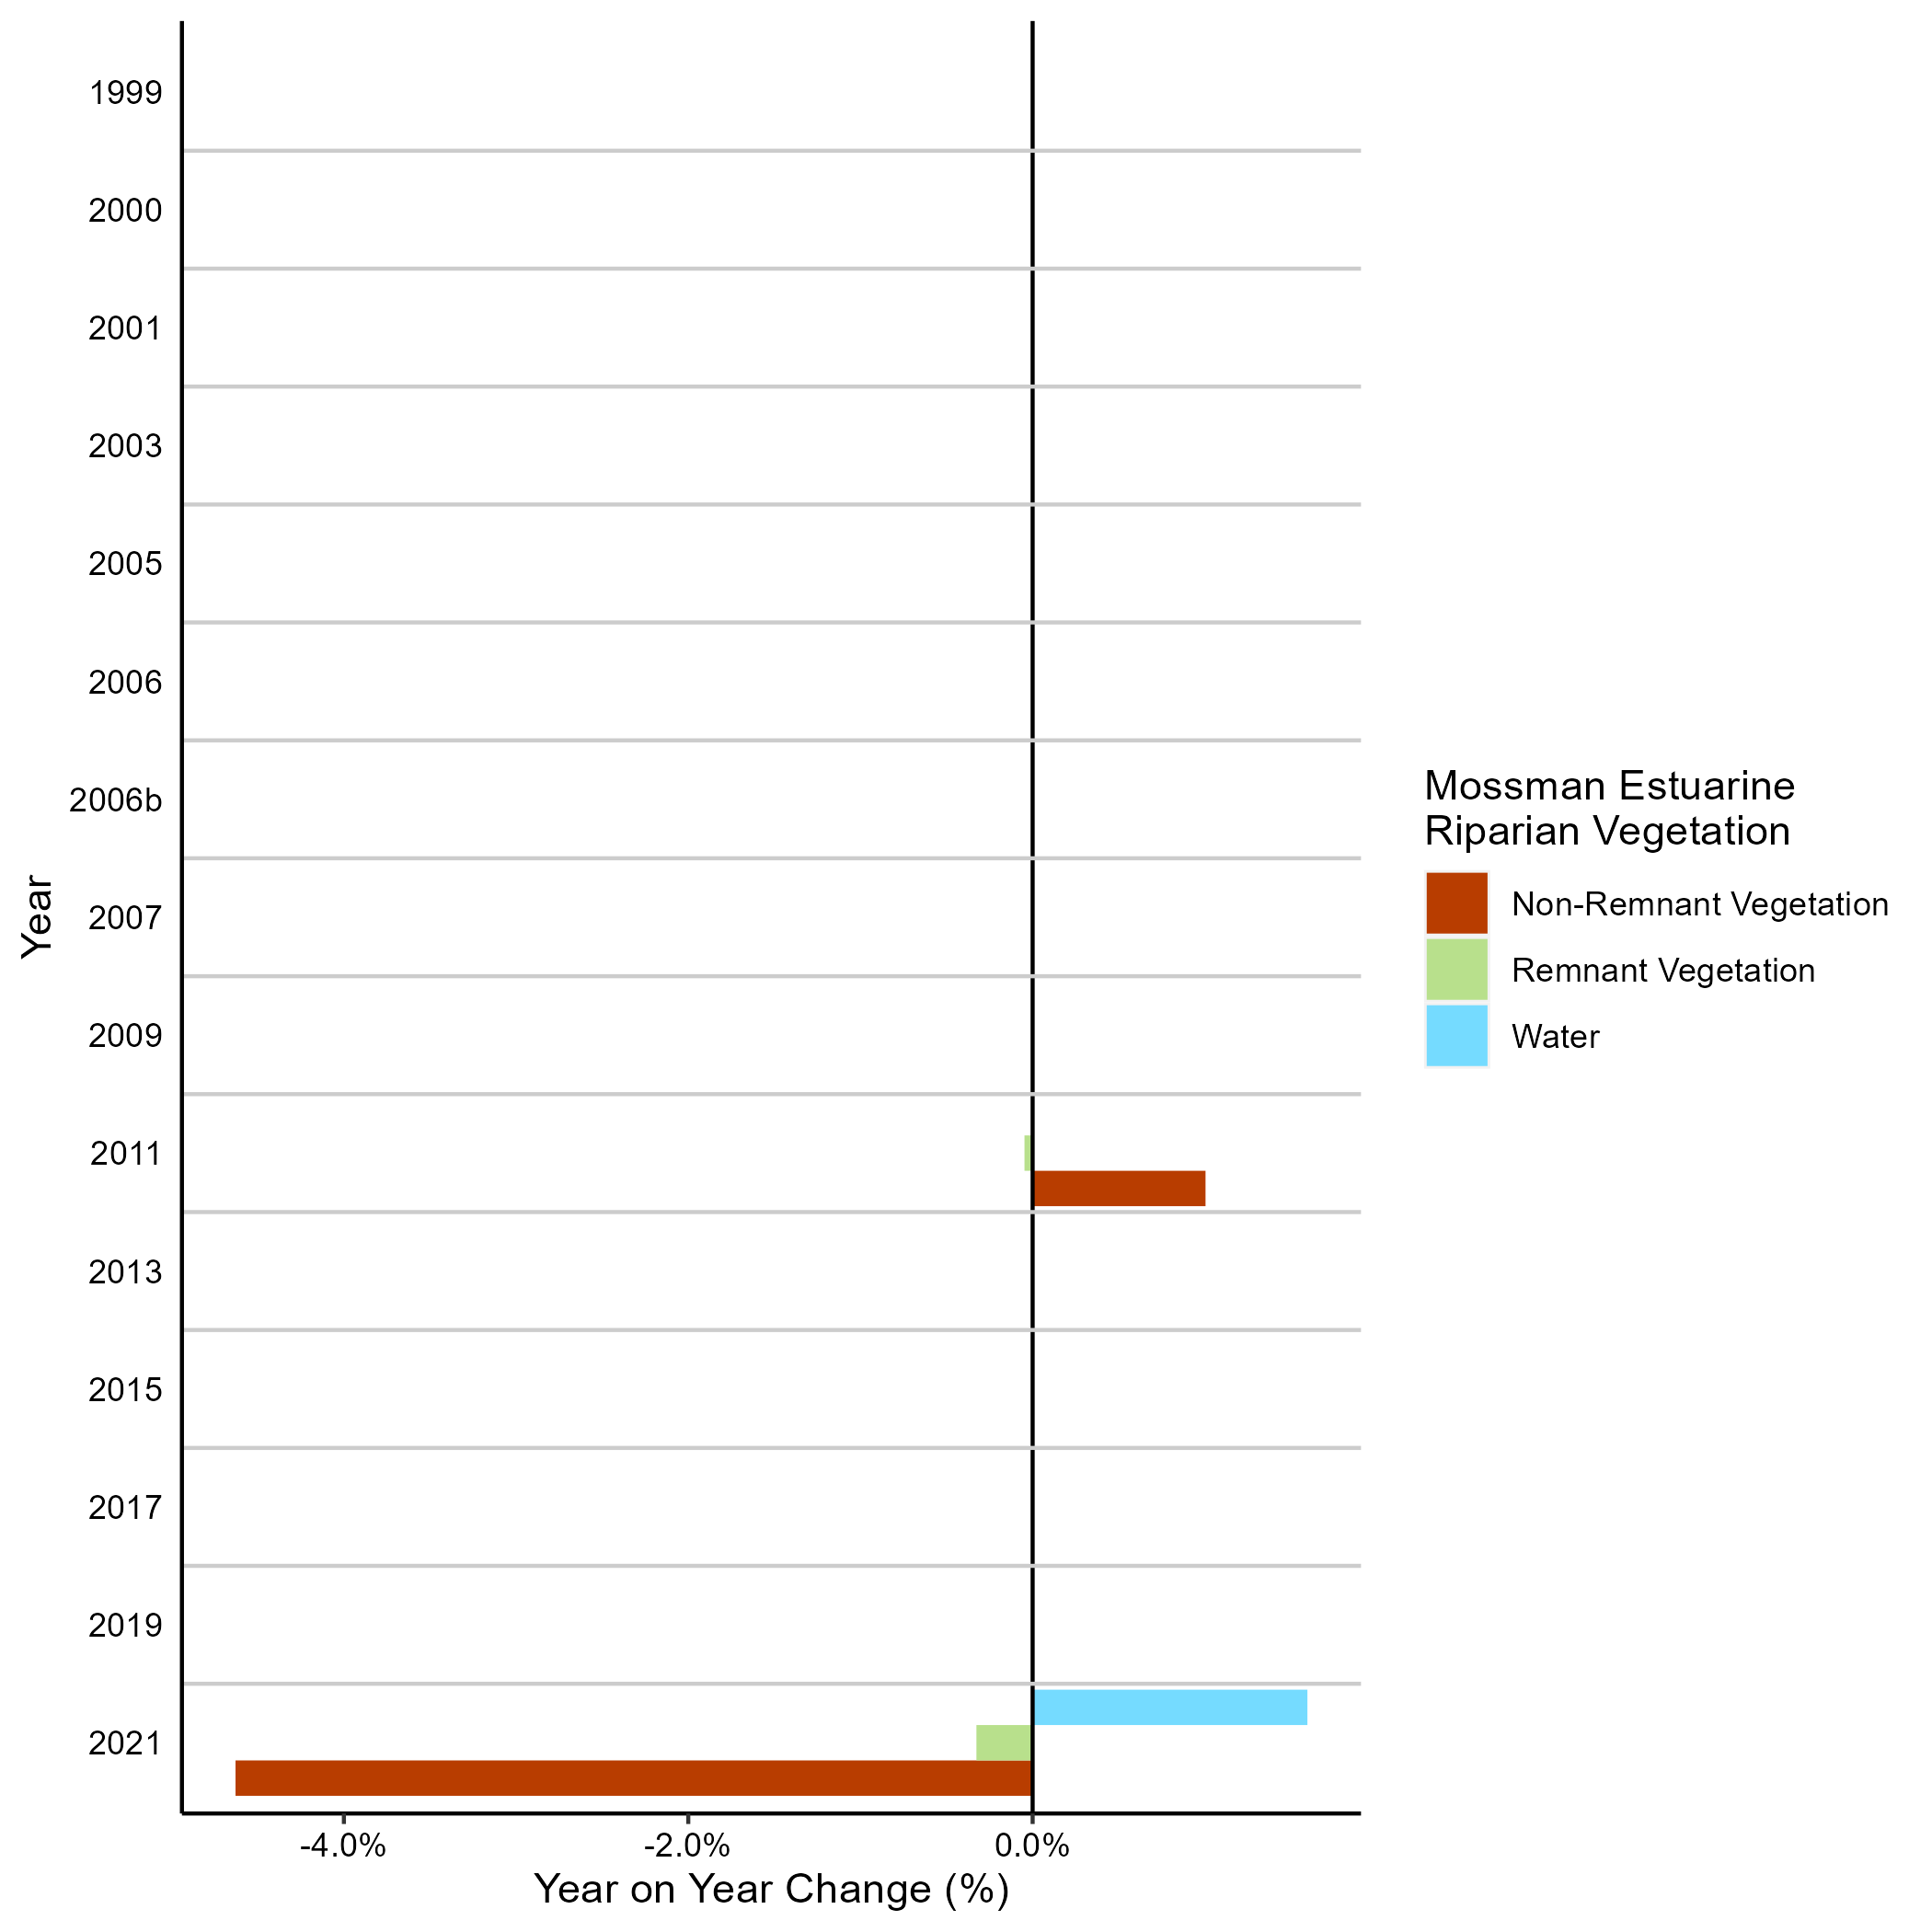 1999
2000
2001
2003
2005
2006
2006b
2007
2009
2011
2013
2015
2017
2019
2021
Year
-4.0%
-2.0%
0.0%
Year on Year Change (%)
Mossman Estuarine
Riparian Vegetation
Non-Remnant Vegetation
Remnant Vegetation
Water